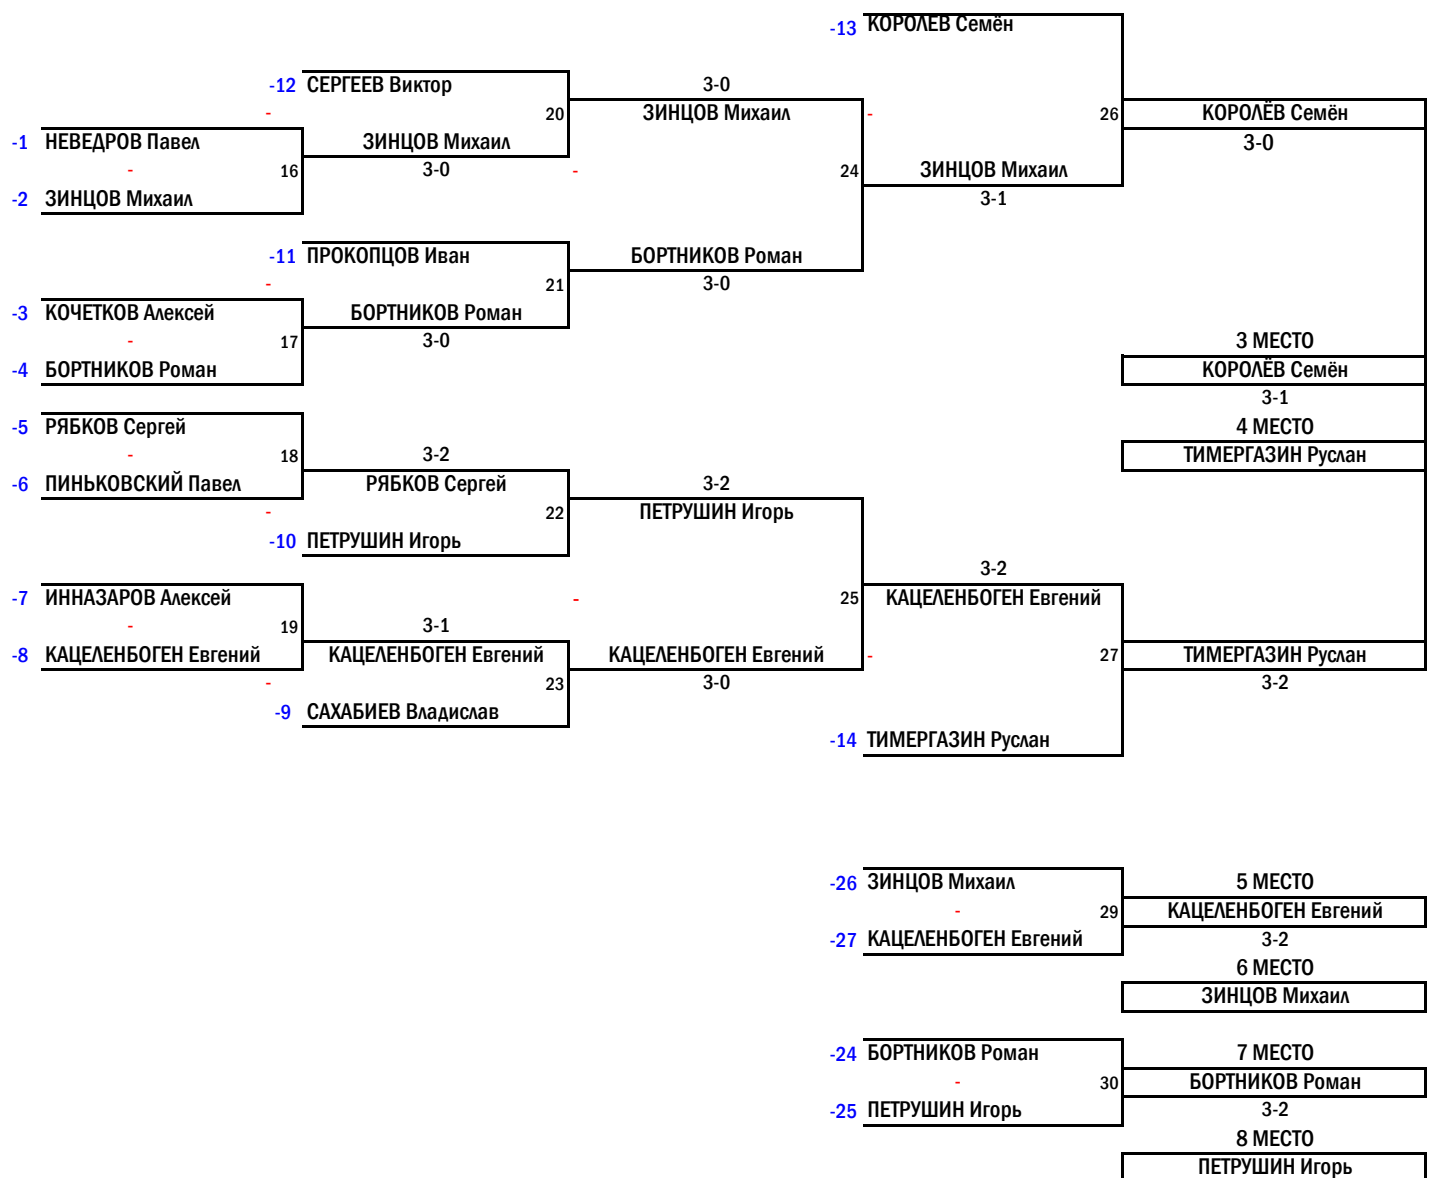 -13 КОРОЛЁВ Семён
-12 СЕРГЕЕВ Виктор 3-0
- 20 ЗИНЦОВ Михаил - 26 КОРОЛЁВ Семён
-1 НЕВЕДРОВ Павел ЗИНЦОВ Михаил 3-0
- 16 3-0 - 24 ЗИНЦОВ Михаил
-2 ЗИНЦОВ Михаил 3-1
-11 ПРОКОПЦОВ Иван БОРТНИКОВ Роман
- 21 3-0
-3 КОЧЕТКОВ Алексей БОРТНИКОВ Роман
- 17 3-0 3 МЕСТО
-4 БОРТНИКОВ Роман КОРОЛЁВ Семён
3-1
-5 РЯБКОВ Сергей 4 МЕСТО
- 18 3-2 ТИМЕРГАЗИН Руслан
-6 ПИНЬКОВСКИЙ Павел РЯБКОВ Сергей 3-2
- 22 ПЕТРУШИН Игорь
-10 ПЕТРУШИН Игорь
3-2
-7 ИННАЗАРОВ Алексей - 25 КАЦЕЛЕНБОГЕН Евгений
- 19 3-1
-8 КАЦЕЛЕНБОГЕН Евгений КАЦЕЛЕНБОГЕН Евгений КАЦЕЛЕНБОГЕН Евгений - 27 ТИМЕРГАЗИН Руслан
- 23 3-0 3-2
-9 САХАБИЕВ Владислав
-14 ТИМЕРГАЗИН Руслан
-26 ЗИНЦОВ Михаил 5 МЕСТО
- 29 КАЦЕЛЕНБОГЕН Евгений
-27 КАЦЕЛЕНБОГЕН Евгений 3-2
6 МЕСТО
ЗИНЦОВ Михаил
-24 БОРТНИКОВ Роман 7 МЕСТО
- 30 БОРТНИКОВ Роман
-25 ПЕТРУШИН Игорь 3-2
8 МЕСТО
ПЕТРУШИН Игорь